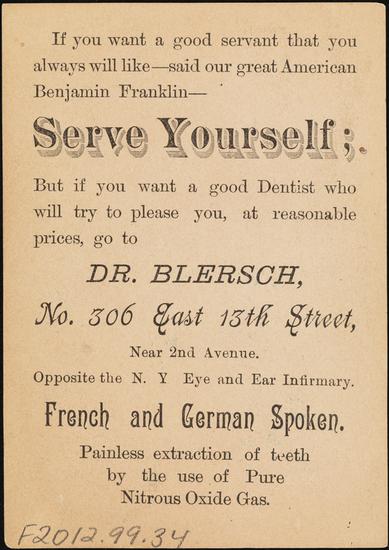 If you want a good servant that you
always will like—said our great American
Benjamin Franklin—
Serve Yourself;
But if you want a good Dentist who
will try to please you, at reasonable
prices, go to
DR. BLERSCH,
No. 306 East 13th Street,
Near 2nd Avenue.
Opposite the N. Y Eye and Ear Infirmary.
French and German Spoken.
Painless extraction of teeth
by the use of Pure
Nitrous Oxide Gas.
F2012.99.34